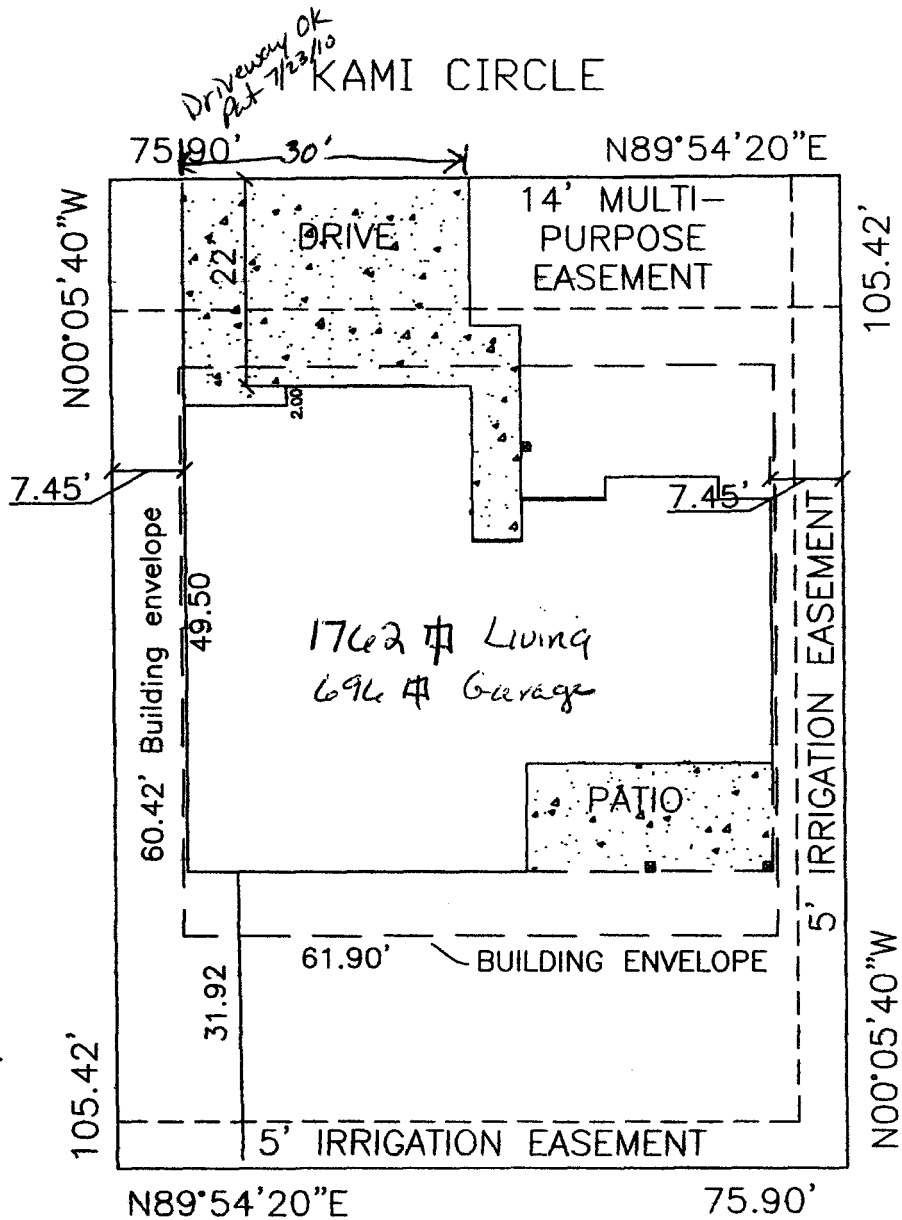 Driveway OK
Pat 7/23/10
KAMI CIRCLE
75.90' 30' N89°54'20"E
N00°05'40"W
22'
DRIVE
14' MULTI-
PURPOSE
EASEMENT
105.42'
2.00
7.45'
7.45'
60.42' Building envelope
49.50
1762 Living
696 Garage
PATIO
5' IRRIGATION EASEMENT
61.90' BUILDING ENVELOPE
31.92
105.42'
N00°05'40"W
5' IRRIGATION EASEMENT
N89°54'20"E 75.90'